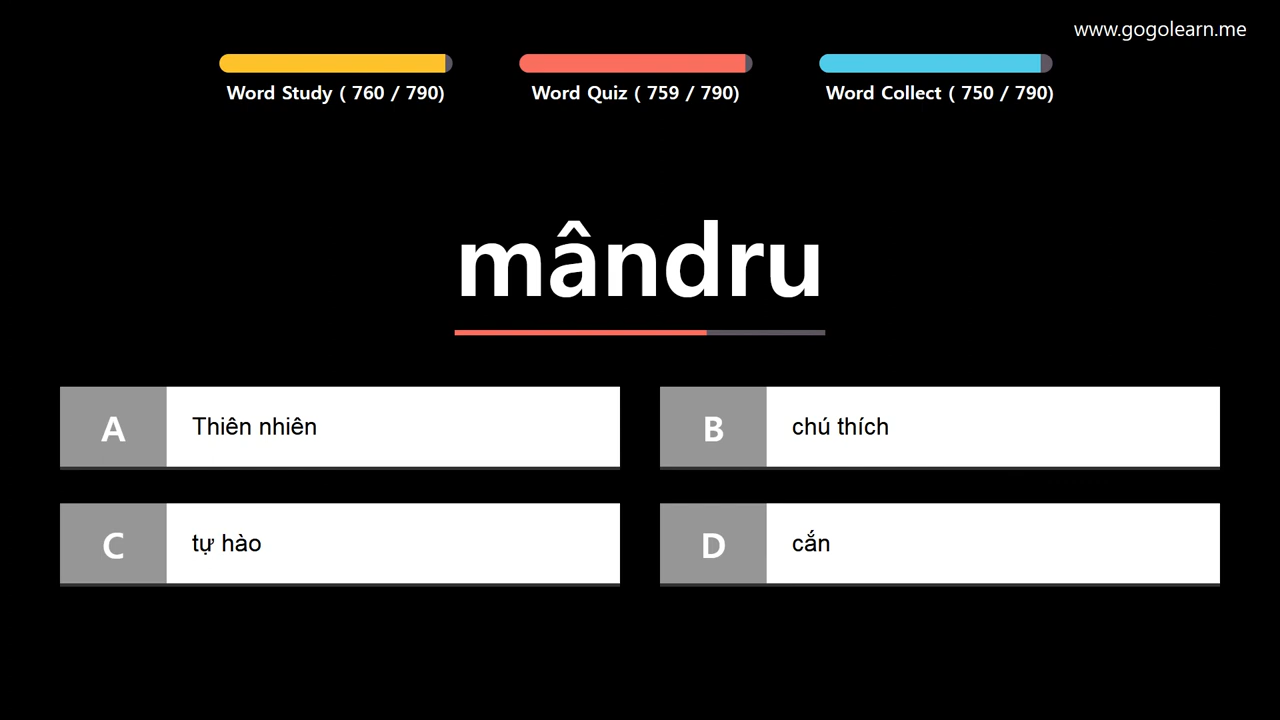 www.gogolearn.me
Word Study ( 760 / 790)
Word Quiz ( 759 / 790)
Word Collect ( 750 / 790)
mândru
A Thiên nhiên
B chú thích
C tự hào
D cắn